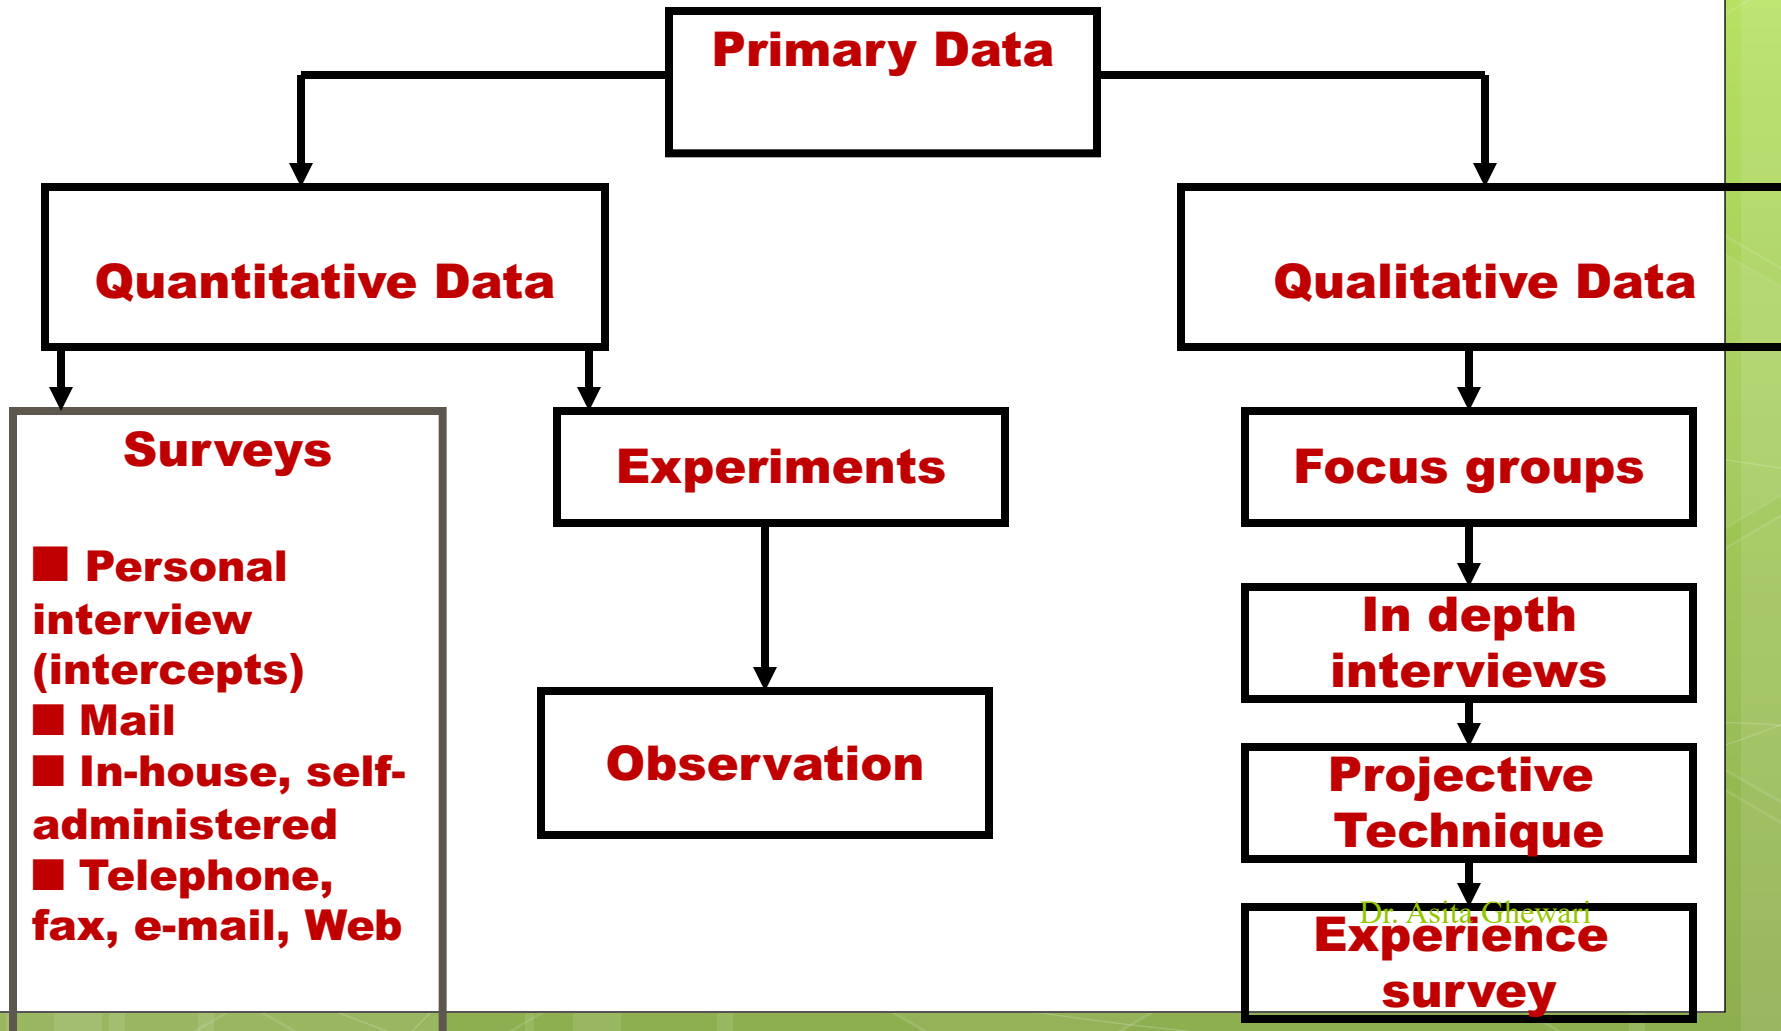 Primary Data
Quantitative Data
Qualitative Data
Surveys
■ Personal
interview
(intercepts)
■ Mail
■ In-house, self-
administered
■ Telephone,
fax, e-mail, Web
Experiments
Observation
Focus groups
In depth
interviews
Projective
Technique
Dr. Asita Ghewari
Experience
survey